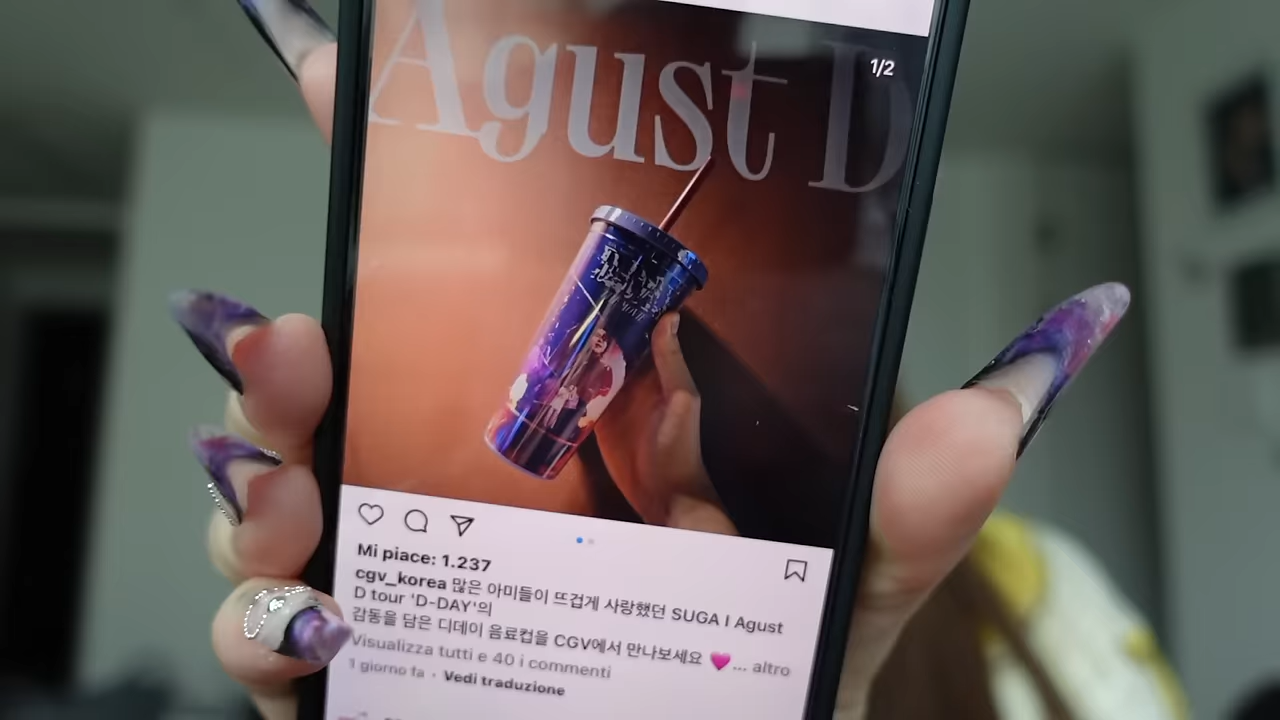 Agust D
1/2
Mi piace: 1.237
cgv_korea 많은 아미들이 뜨겁게 사랑했던 SUGA I Agust
D tour 'D-DAY'의
감동을 담은 디데이 음료컵을 CGV에서 만나보세요 💗... altro
Visualizza tutti e 40 i commenti
1 giorno fa · Vedi traduzione